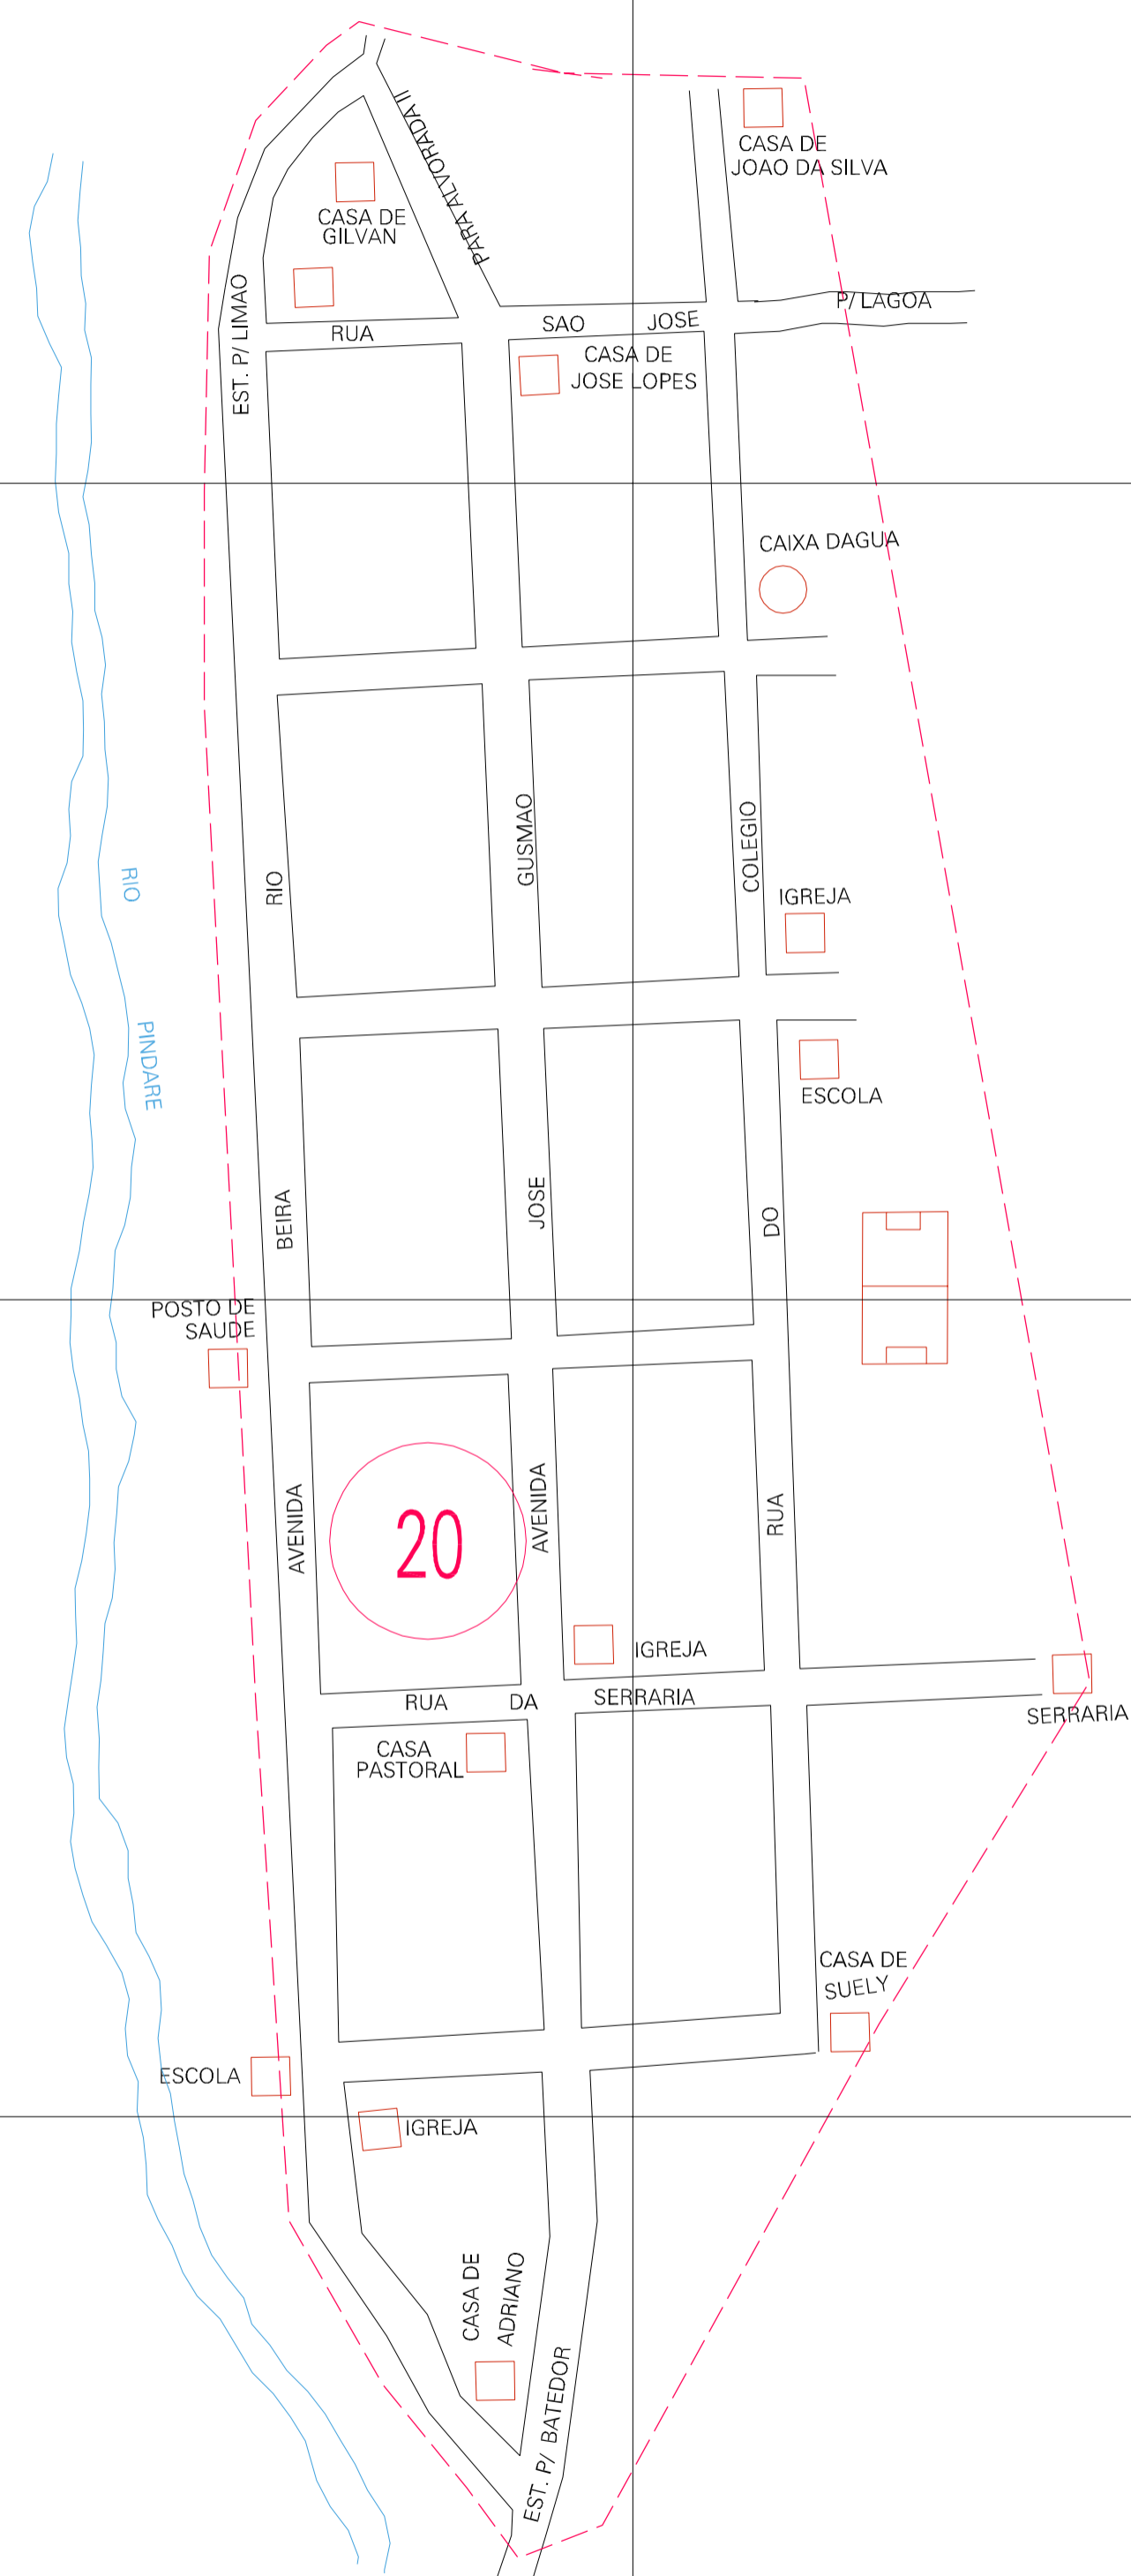 CASA DE
JOAO DA SILVA
PARA ALVORADA II
CASA DE
GILVAN
EST. P/ LIMAO
P/ LAGOA
RUA SAO JOSE
CASA DE
JOSE LOPES
CAIXA DAGUA
AVENIDA BEIRA RIO
AVENIDA JOSE GUSMAO
RUA DO COLEGIO
RIO PINDARE
IGREJA
ESCOLA
POSTO DE
SAUDE
20
IGREJA
RUA DA SERRARIA
SERRARIA
CASA
PASTORAL
CASA DE
SUELY
ESCOLA
IGREJA
CASA DE
ADRIANO
EST. P/ BATEDOR